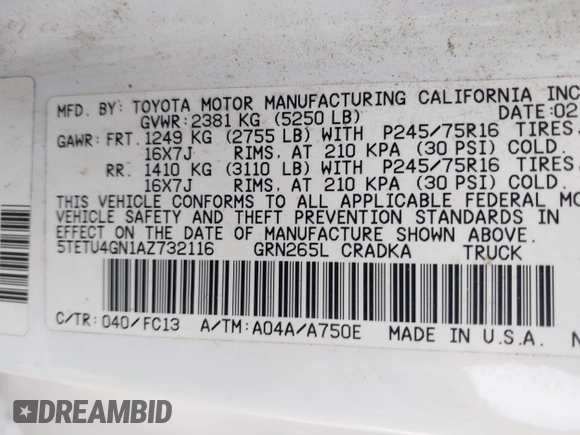 MFD. BY: TOYOTA MOTOR MANUFACTURING CALIFORNIA INC
GVWR: 2381 KG (5250 LB) DATE: 02
GAWR: FRT. 1249 KG (2755 LB) WITH P245/75R16 TIRES,
16X7J RIMS, AT 210 KPA (30 PSI) COLD.
RR. 1410 KG (3110 LB) WITH P245/75R16 TIRES,
16X7J RIMS, AT 210 KPA (30 PSI) COLD.
THIS VEHICLE CONFORMS TO ALL APPLICABLE FEDERAL
VEHICLE SAFETY AND THEFT PREVENTION STANDARDS IN
EFFECT ON THE DATE OF MANUFACTURE SHOWN ABOVE.
5TETU4GN1AZ732116 GRN265L CRADKA TRUCK
C/TR: 040/FC13 A/TM: A04A/A750E MADE IN U.S.A.
DREAMBID